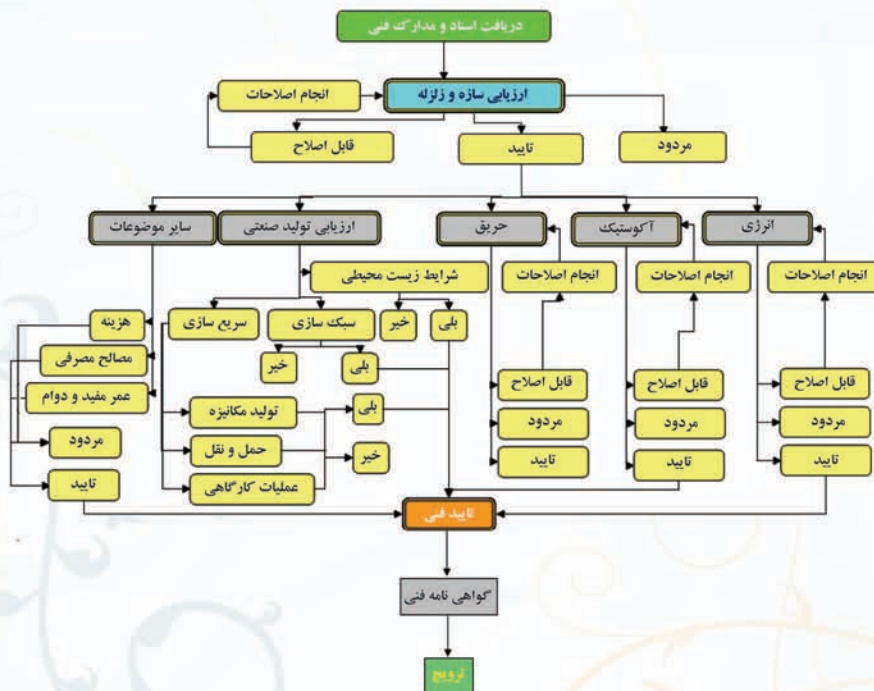 دریافت اسناد و مدارک فنی
ارزیابی سازه و زلزله
انجام اصلاحات
قابل اصلاح
تایید
مردود
انرژی
آکوستیک
حریق
ارزیابی تولید صنعتی
سایر موضوعات
انجام اصلاحات
انجام اصلاحات
انجام اصلاحات
شرایط زیست محیطی
بلی
خیر
سبک سازی
سریع سازی
هزینه
بلی
خیر
مصالح مصرفی
عمر مفید و دوام
قابل اصلاح
قابل اصلاح
قابل اصلاح
مردود
مردود
مردود
بلی
تولید مکانیزه
مردود
تایید
تایید
تایید
خیر
حمل و نقل
عملیات کارگاهی
تایید
تایید فنی
گواهی نامه فنی
ترویج